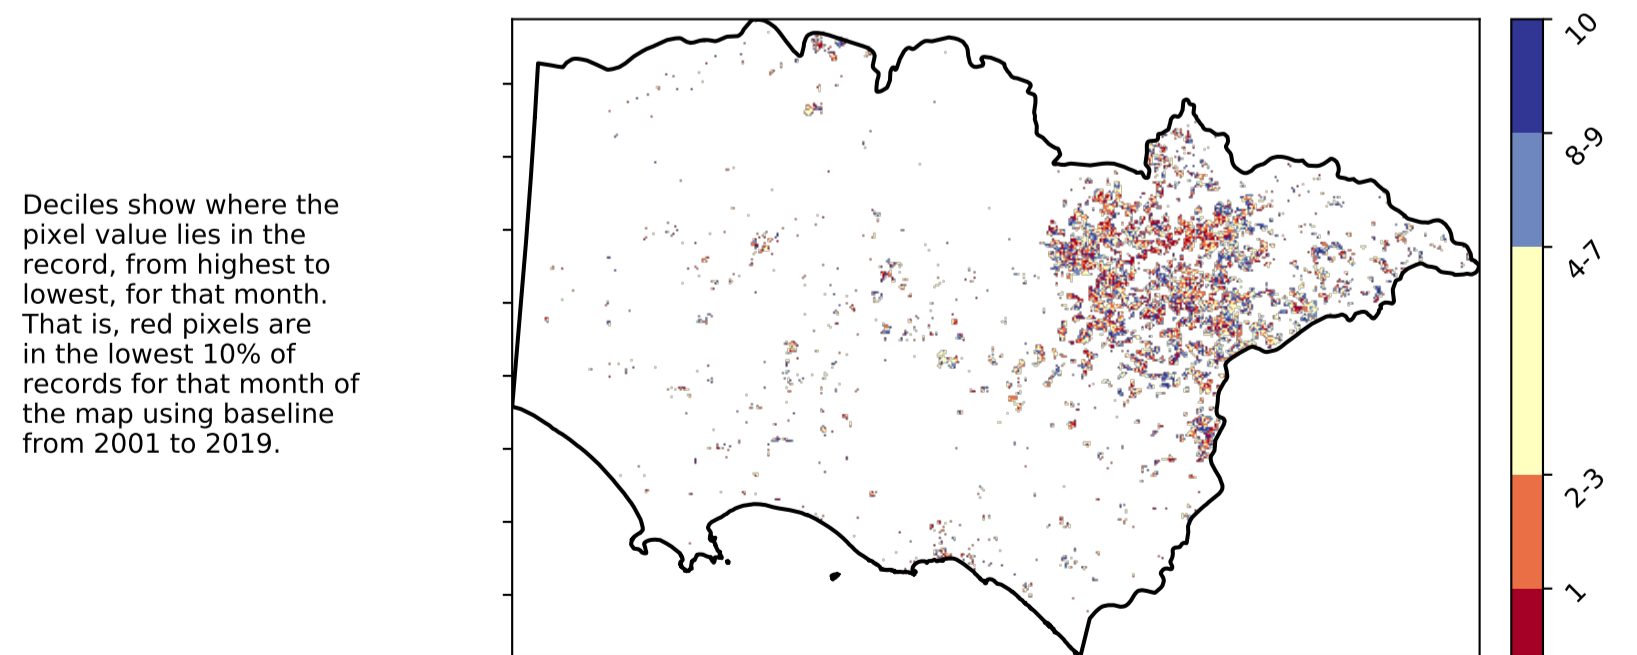 Deciles show where the
pixel value lies in the
record, from highest to
lowest, for that month.
That is, red pixels are
in the lowest 10% of
records for that month of
the map using baseline
from 2001 to 2019.
10
8-9
4-7
2-3
1